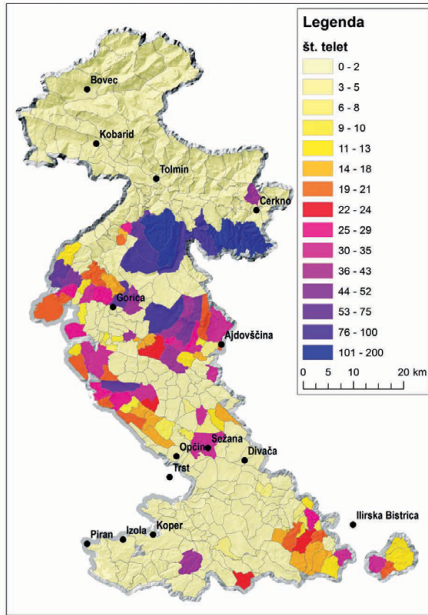 Legenda
št. telet
0 - 2
3 - 5
6 - 8
9 - 10
11 - 13
14 - 18
19 - 21
22 - 24
25 - 29
30 - 35
36 - 43
44 - 52
53 - 75
76 - 100
101 - 200
0 5 10 20 km
Bovec
Kobarid
Tolmin
Cerkno
Gorica
Ajdovščina
Sežana
Općine
Divača
Trst
Ilirska Bistrica
Koper
Izola
Piran